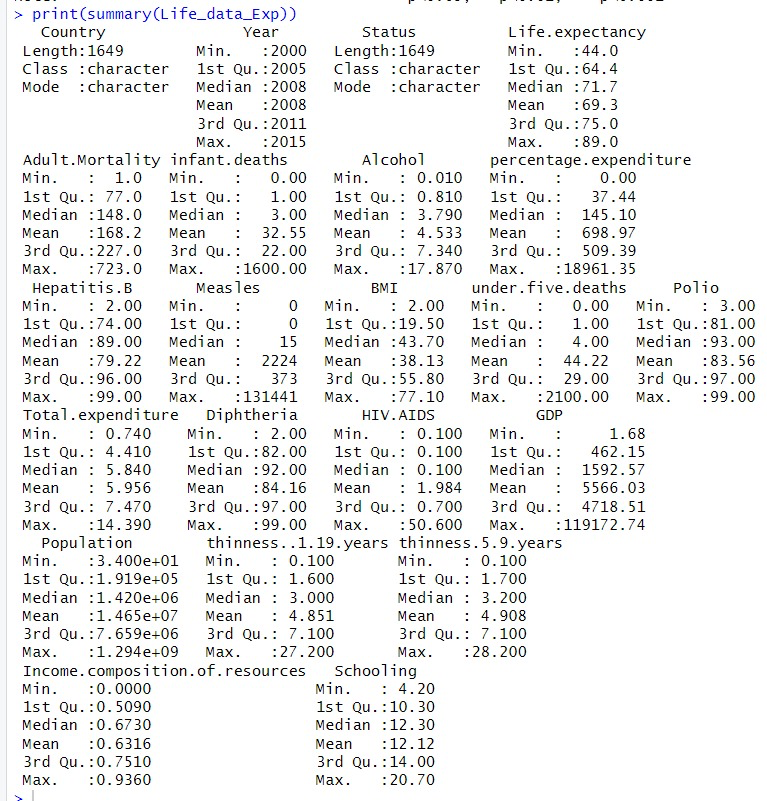 > print(summary(Life_data_Exp))
Country Year Status Life.expectancy
Length:1649 Min. :2000 Length:1649 Min. :44.0
Class :character 1st Qu.:2005 Class :character 1st Qu.:64.4
Mode :character Median :2008 Mode :character Median :71.7
Mean :2008 Mean :69.3
3rd Qu.:2011 3rd Qu.:75.0
Max. :2015 Max. :89.0
Adult.Mortality infant.deaths Alcohol percentage.expenditure
Min. : 1.0 Min. : 0.00 Min. : 0.010 Min. : 0.00
1st Qu.: 77.0 1st Qu.: 1.00 1st Qu.: 0.810 1st Qu.: 37.44
Median :148.0 Median : 3.00 Median : 3.790 Median : 145.10
Mean :168.2 Mean : 32.55 Mean : 4.533 Mean : 698.97
3rd Qu.:227.0 3rd Qu.: 22.00 3rd Qu.: 7.340 3rd Qu.: 509.39
Max. :723.0 Max. :1600.00 Max. :17.870 Max. :18961.35
Hepatitis.B Measles BMI under.five.deaths Polio
Min. : 2.00 Min. : 0 Min. : 2.00 Min. : 0.00 Min. : 3.00
1st Qu.:74.00 1st Qu.: 0 1st Qu.:19.50 1st Qu.: 1.00 1st Qu.:81.00
Median :89.00 Median : 15 Median :43.70 Median : 4.00 Median :93.00
Mean :79.22 Mean : 2224 Mean :38.13 Mean : 44.22 Mean :83.56
3rd Qu.:96.00 3rd Qu.: 373 3rd Qu.:55.80 3rd Qu.: 29.00 3rd Qu.:97.00
Max. :99.00 Max. :131441 Max. :77.10 Max. :2100.00 Max. :99.00
Total.expenditure Diphtheria HIV.AIDS GDP
Min. : 0.740 Min. : 2.00 Min. : 0.100 Min. : 1.68
1st Qu.: 4.410 1st Qu.:82.00 1st Qu.: 0.100 1st Qu.: 462.15
Median : 5.840 Median :92.00 Median : 0.100 Median : 1592.57
Mean : 5.956 Mean :84.16 Mean : 1.984 Mean : 5566.03
3rd Qu.: 7.470 3rd Qu.:97.00 3rd Qu.: 0.700 3rd Qu.: 4718.51
Max. :14.390 Max. :99.00 Max. :50.600 Max. :119172.74
Population thinness..1.19.years thinness.5.9.years
Min. :3.400e+01 Min. : 0.100 Min. : 0.100
1st Qu.:1.919e+05 1st Qu.: 1.600 1st Qu.: 1.700
Median :1.420e+06 Median : 3.000 Median : 3.200
Mean :1.465e+07 Mean : 4.851 Mean : 4.908
3rd Qu.:7.659e+06 3rd Qu.: 7.100 3rd Qu.: 7.100
Max. :1.294e+09 Max. :27.200 Max. :28.200
Income.composition.of.resources Schooling
Min. :0.0000 Min. : 4.20
1st Qu.:0.5090 1st Qu.:10.30
Median :0.6730 Median :12.30
Mean :0.6316 Mean :12.12
3rd Qu.:0.7510 3rd Qu.:14.00
Max. :0.9360 Max. :20.70
>